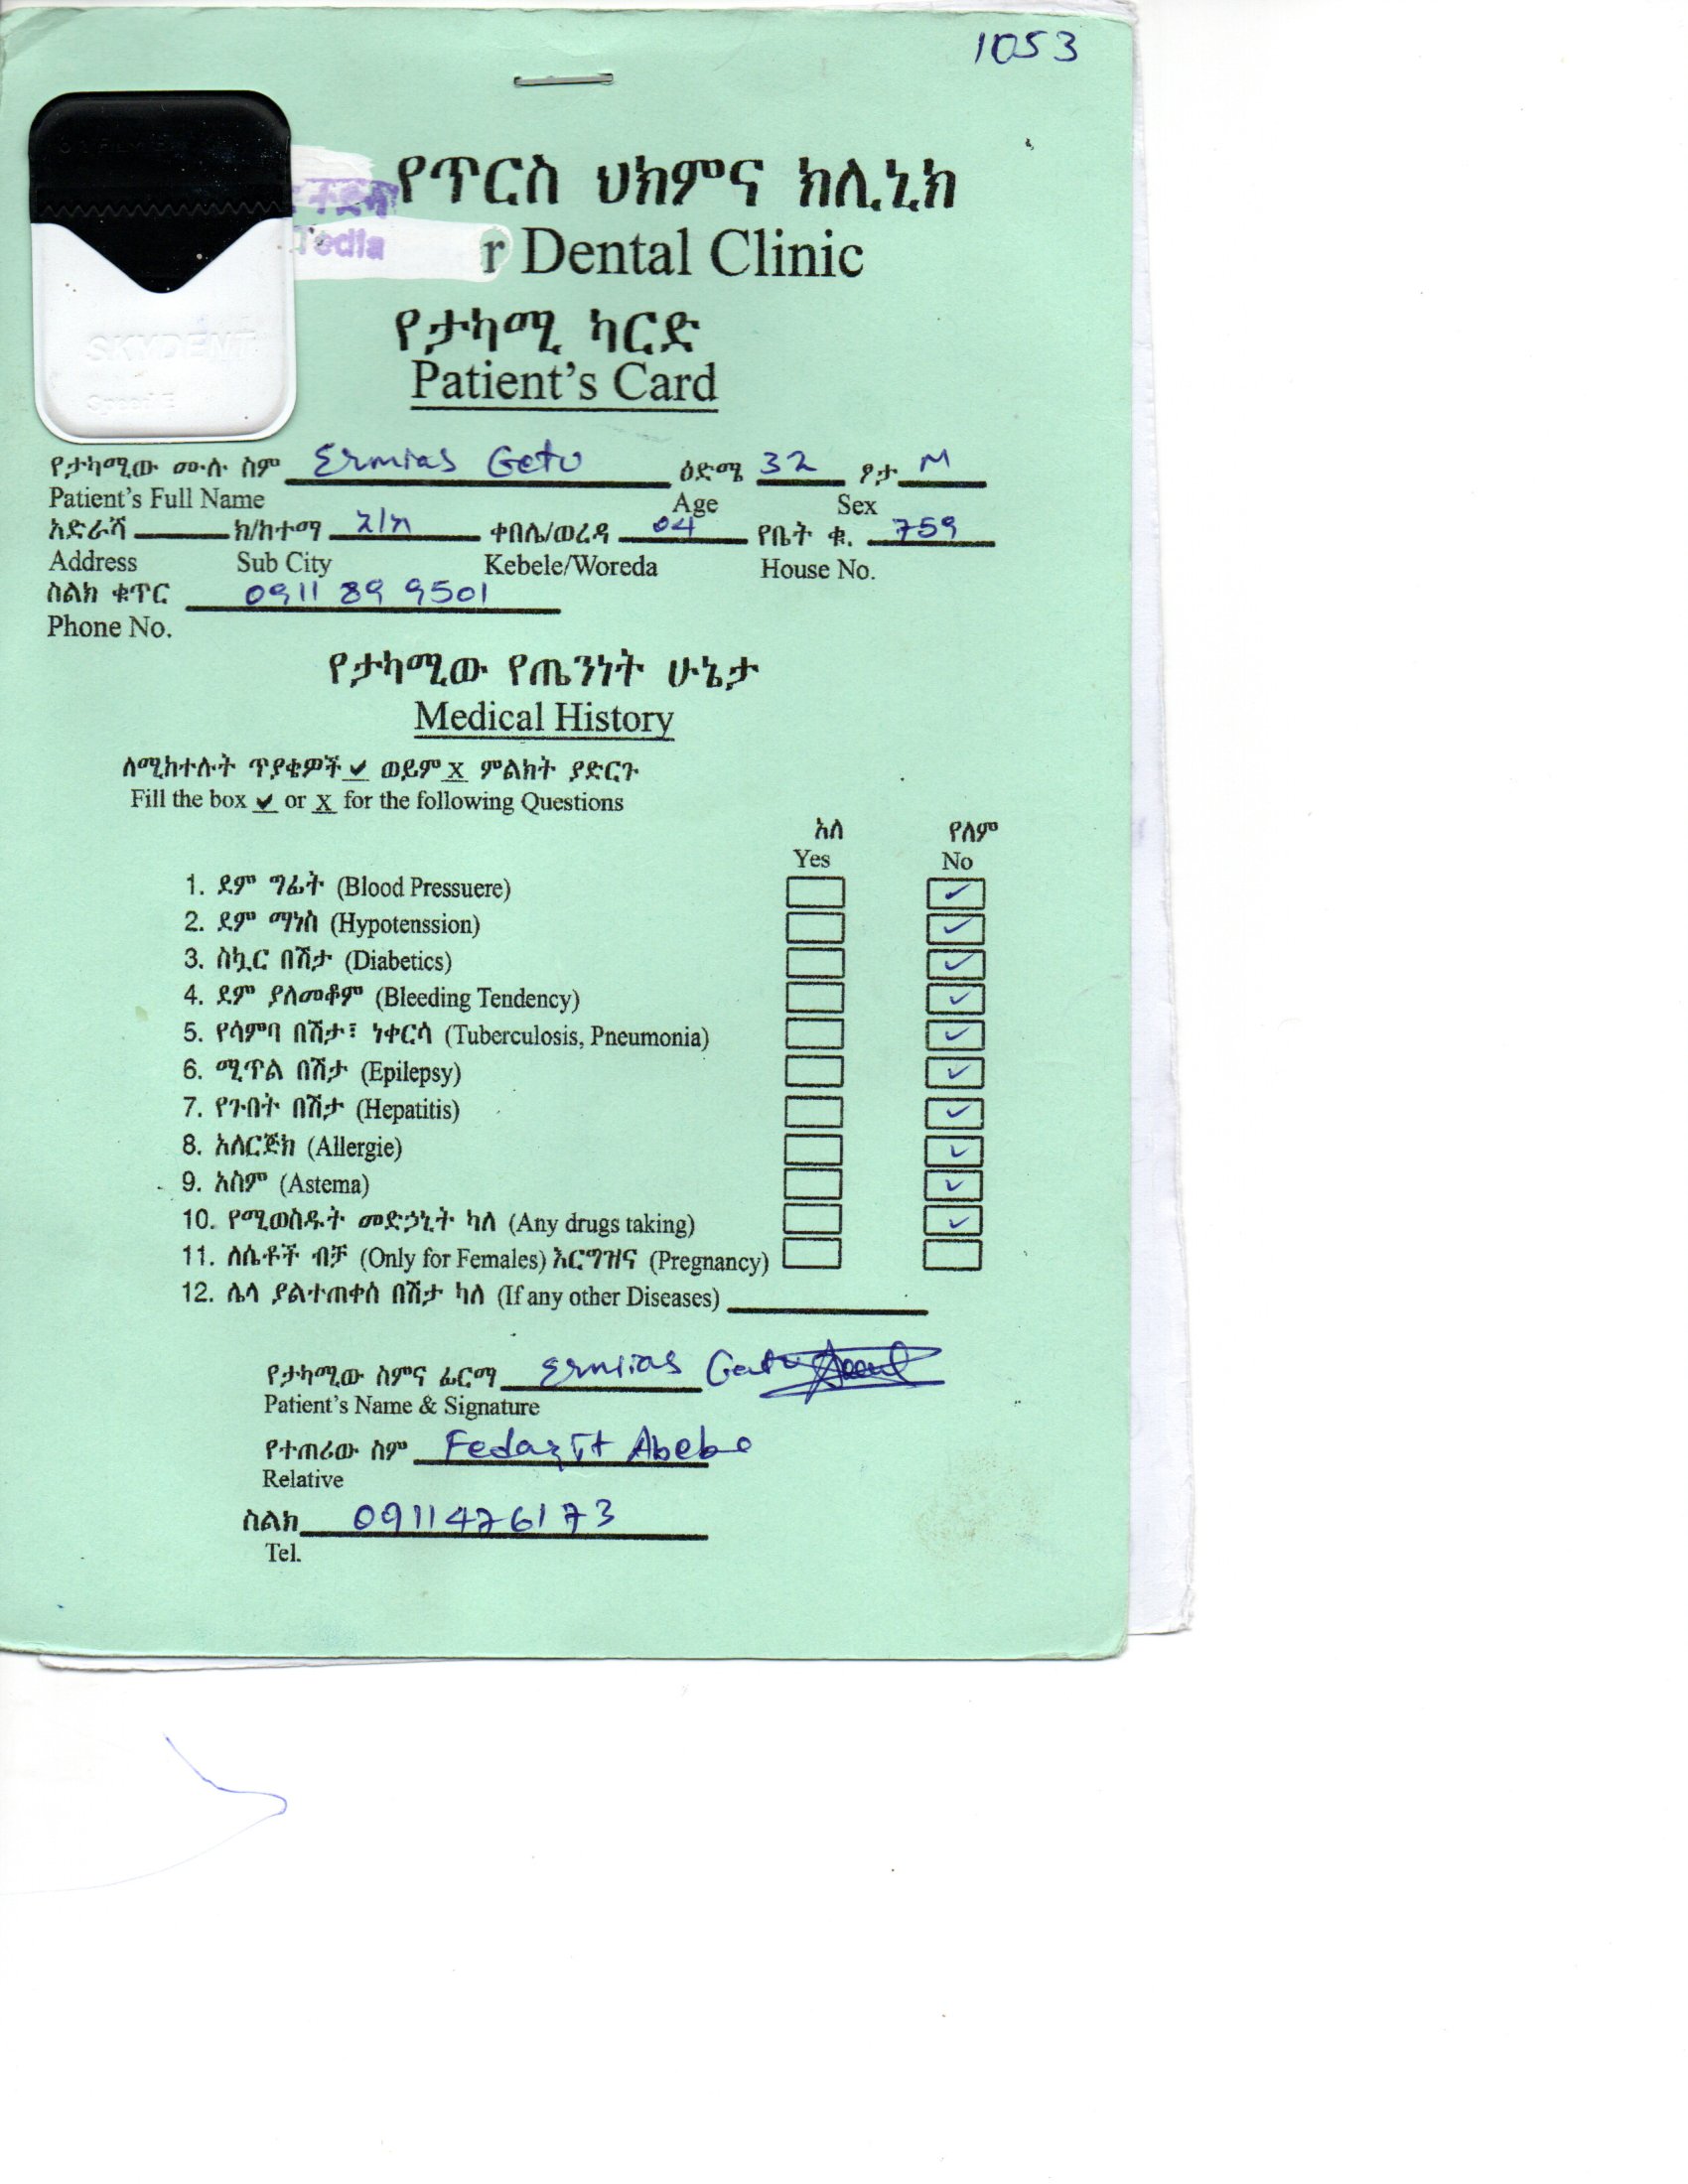 1053
የጥርስ ህክምና ክሊኒክ
Tedla r Dental Clinic
SKYDENT
የታካሚ ካርድ
Patient's Card
የታካሚው ሙሉ ስም Ermias Getu ዕድሜ 32 ፆታ M
Patient's Full Name Age Sex
አድራሻ ክ/ከተማ ን/ካ ቀበሌ/ወረዳ 04 የቤት ቁ. 759
Address Sub City Kebele/Woreda House No.
ስልክ ቁጥር 0911 89 9501
Phone No.
የታካሚው የጤንነት ሁኔታ
Medical History
ለሚከተሉት ጥያቄዎች ✓ ወይም X ምልክት ያድርጉ
Fill the box ✓ or X for the following Questions
አለ የለም
Yes No
1. ደም ግፊት (Blood Pressuere) ✓
2. ደም ማነስ (Hypotenssion) ✓
3. ስኳር በሽታ (Diabetics) ✓
4. ደም ያለመቆም (Bleeding Tendency) ✓
5. የሳምባ በሽታ፣ ነቀርሳ (Tuberculosis, Pneumonia) ✓
6. ሚጥል በሽታ (Epilepsy) ✓
7. የጉበት በሽታ (Hepatitis) ✓
8. አለርጅክ (Allergie) ✓
9. አስም (Astema) ✓
10. የሚወስዱት መድኃኒት ካለ (Any drugs taking) ✓
11. ለሴቶች ብቻ (Only for Females) እርግዝና (Pregnancy)
12. ሌላ ያልተጠቀሰ በሽታ ካለ (If any other Diseases)
የታካሚው ስምና ፊርማ Ermias Getu
Patient's Name & Signature
የተጠሪው ስም Abebe
Relative
ስልክ 0911476173
Tel.